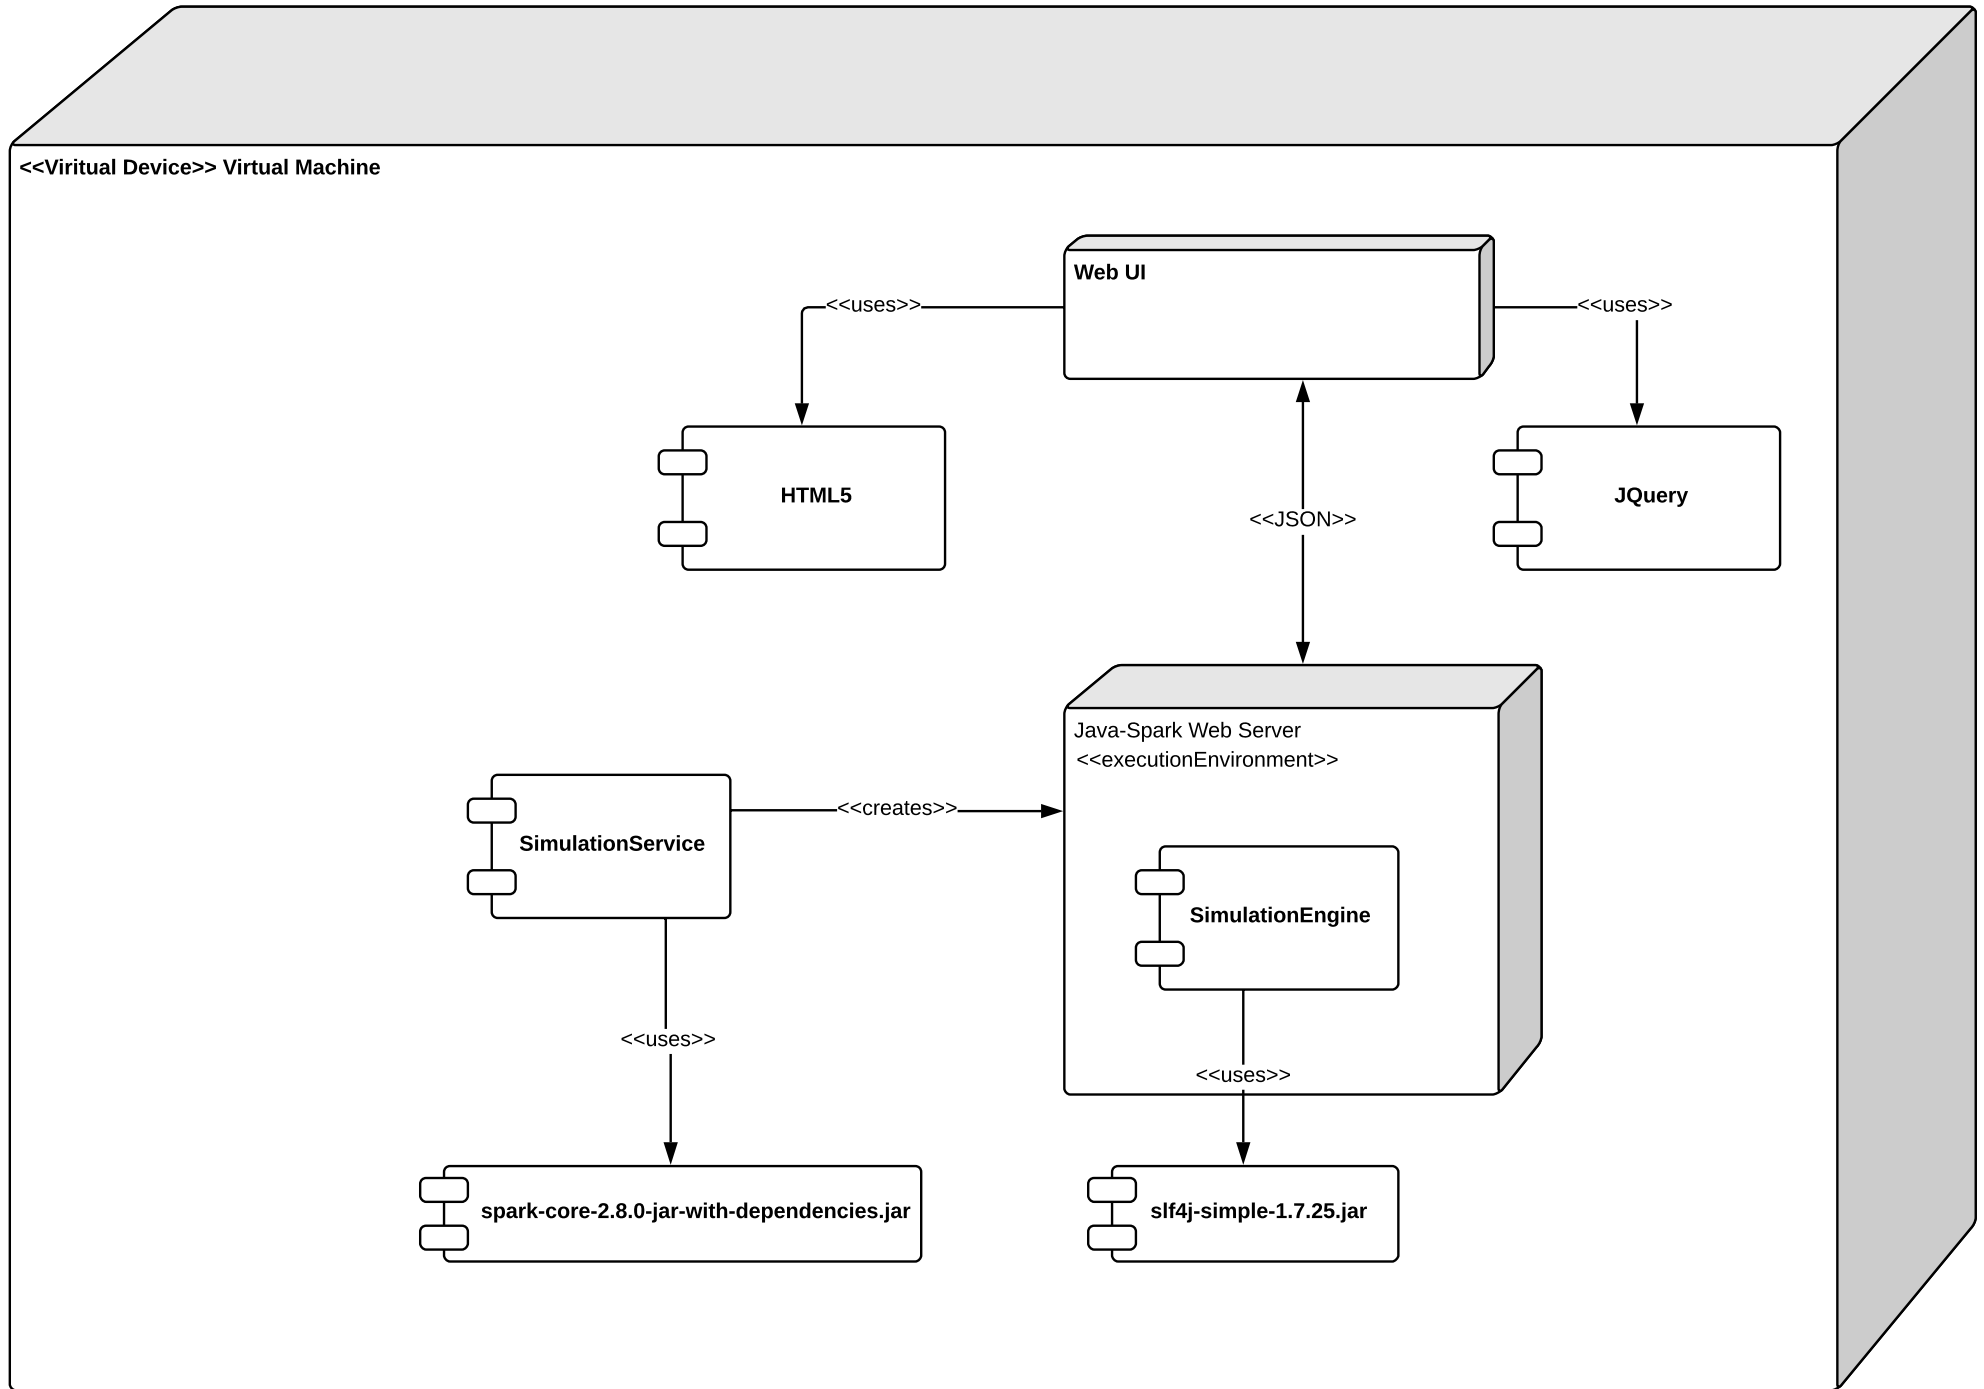 <<Viritual Device>> Virtual Machine
Web UI
<<uses>>
<<uses>>
HTML5
JQuery
<<JSON>>
Java-Spark Web Server
<<executionEnvironment>>
<<creates>>
SimulationService
SimulationEngine
<<uses>>
<<uses>>
spark-core-2.8.0-jar-with-dependencies.jar
slf4j-simple-1.7.25.jar